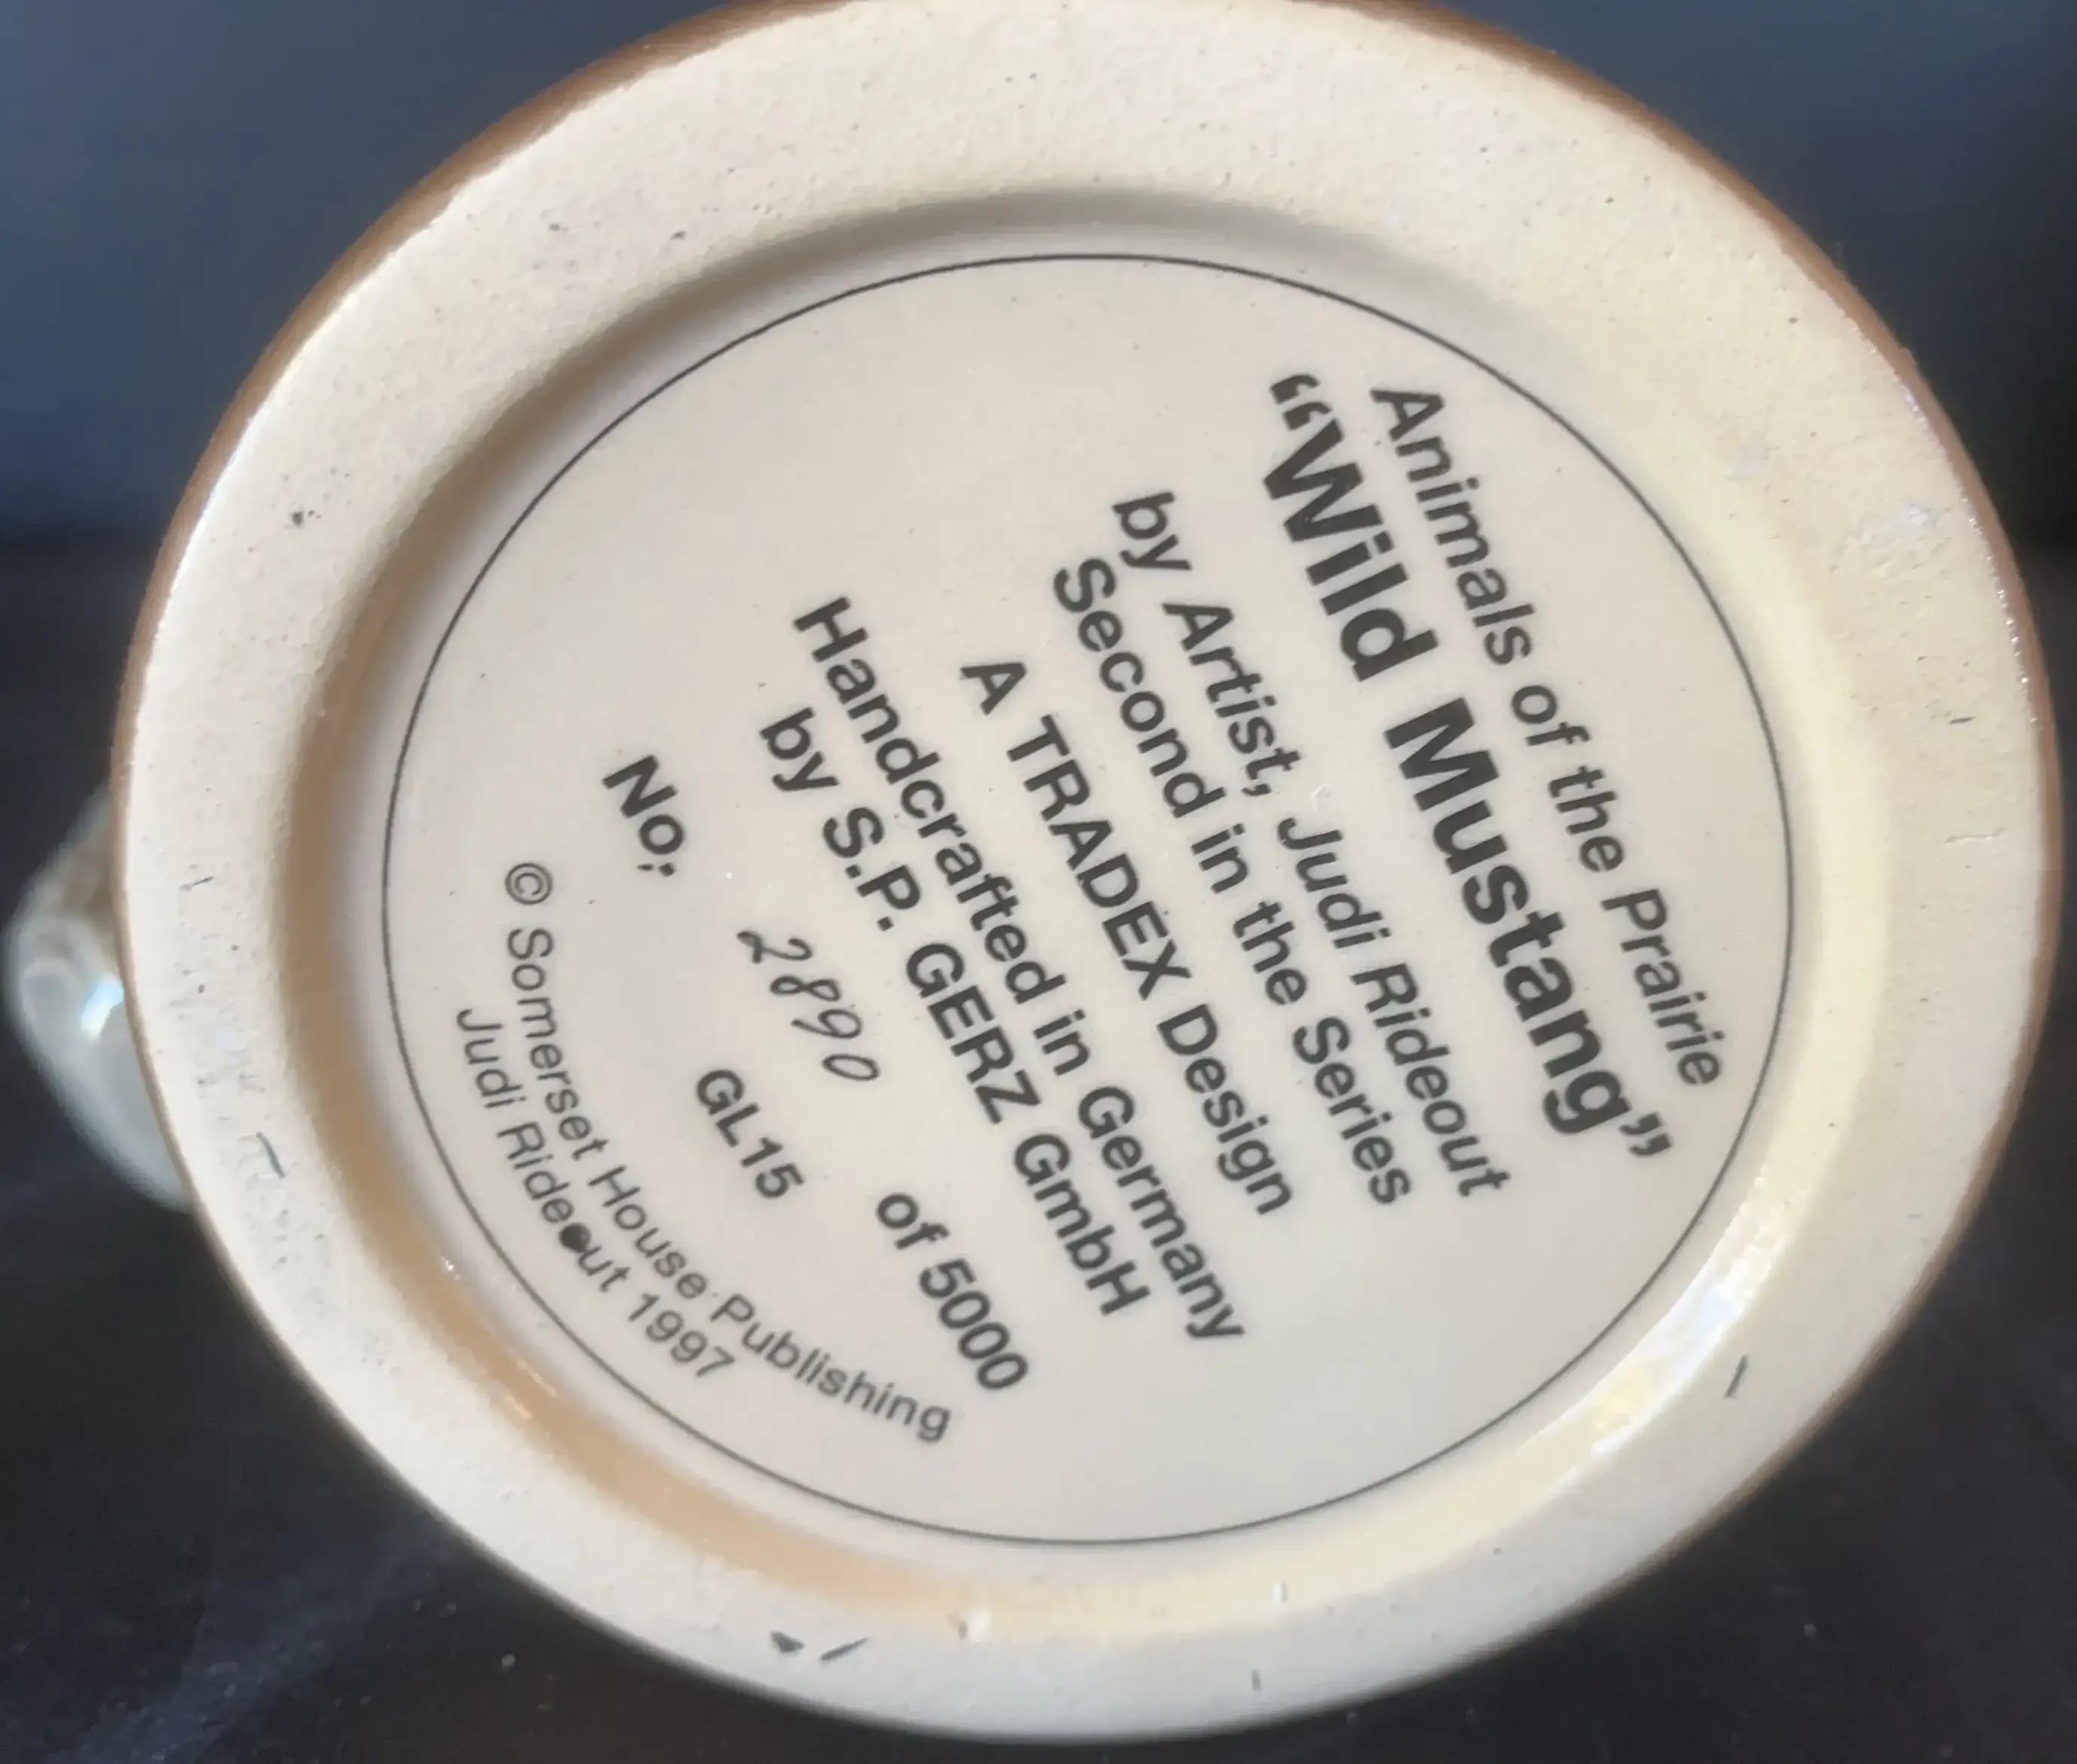 Animals of the Prairie
“Wild Mustang”
by Artist, Judi Rideout
Second in the Series
A TRADEX Design
Handcrafted in Germany
by S.P. GERZ GmbH
No; 2890 of 5000
GL15
© Somerset House Publishing
Judi Rideout 1997